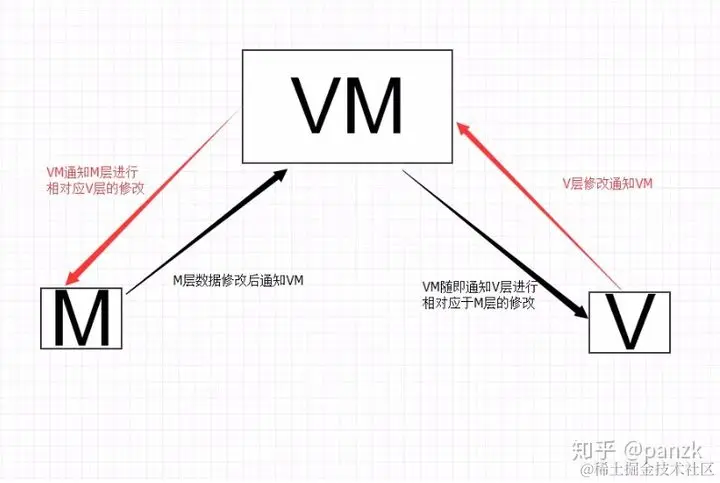 VM
VM通知M层进行
相对应V层的修改
V层修改通知VM
M层数据修改后通知VM
VM随即通知V层进行
相对应于M层的修改
M
V
知乎 @panzk
@稀土掘金技术社区